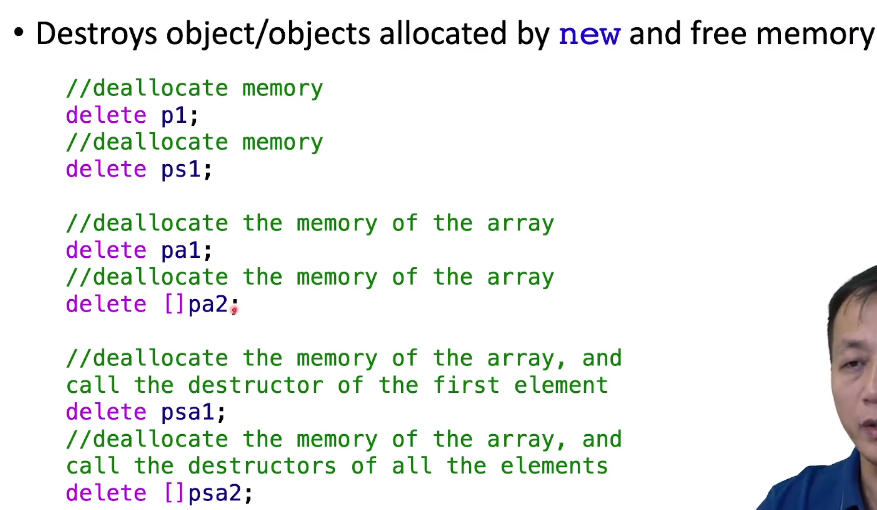 • Destroys object/objects allocated by new and free memory
//deallocate memory
delete p1;
//deallocate memory
delete ps1;
//deallocate the memory of the array
delete pa1;
//deallocate the memory of the array
delete []pa2;
//deallocate the memory of the array, and
call the destructor of the first element
delete psa1;
//deallocate the memory of the array, and
call the destructors of all the elements
delete []psa2;